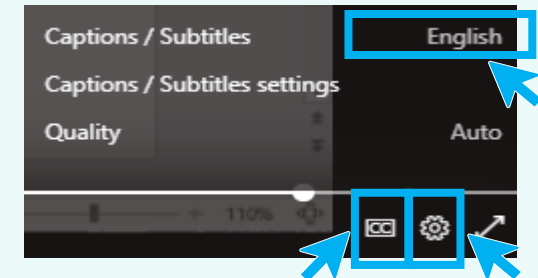 Captions / Subtitles English
Captions / Subtitles settings
Quality Auto
110%
CC